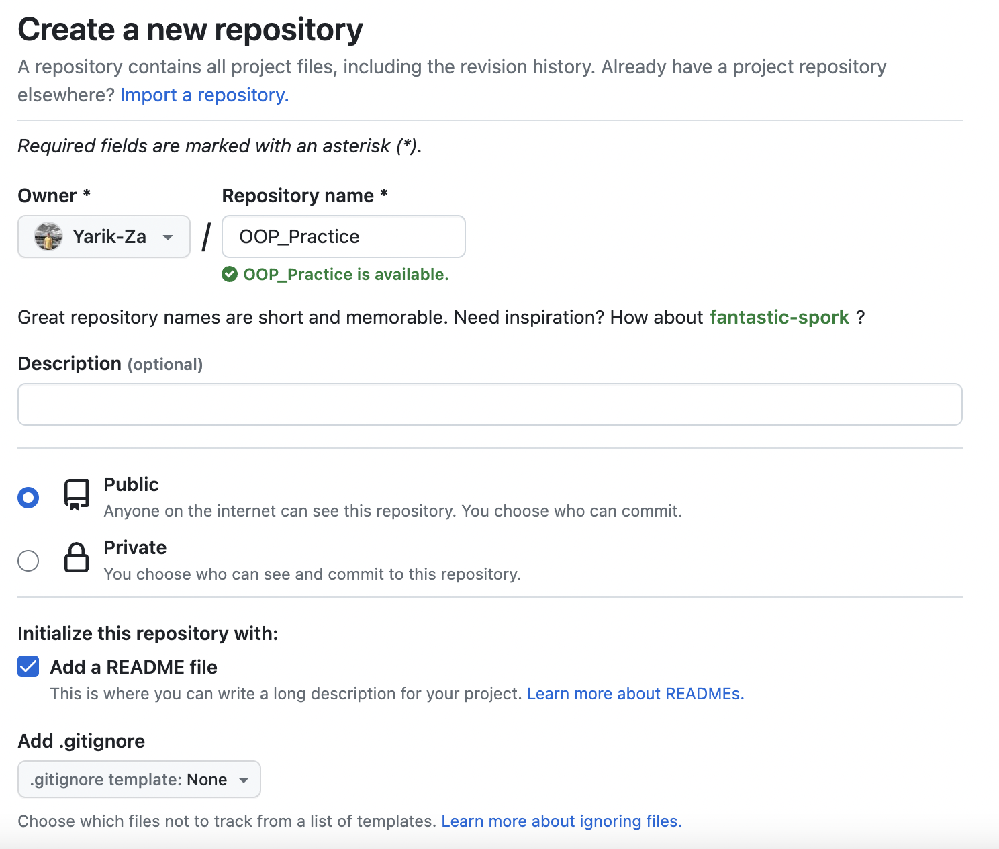 Create a new repository
A repository contains all project files, including the revision history. Already have a project repository
elsewhere? Import a repository.
Required fields are marked with an asterisk (*).
Owner * Repository name *
Yarik-Za / OOP_Practice
OOP_Practice is available.
Great repository names are short and memorable. Need inspiration? How about fantastic-spork ?
Description (optional)
Public
Anyone on the internet can see this repository. You choose who can commit.
Private
You choose who can see and commit to this repository.
Initialize this repository with:
Add a README file
This is where you can write a long description for your project. Learn more about READMEs.
Add .gitignore
.gitignore template: None
Choose which files not to track from a list of templates. Learn more about ignoring files.